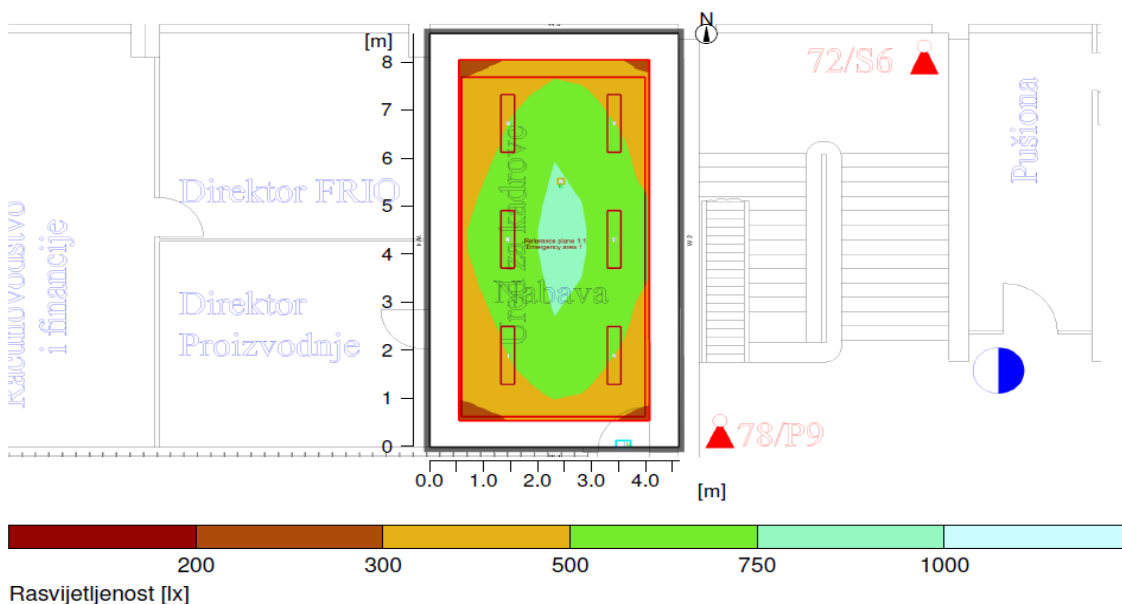 N
[m]
8
7
6
5
4
3
2
1
0
72/S6
Pušiona
Direktor FRIO
Ured za kadrove
Računovodstvo
i financije
Reference plane 1.1
Emergency area 1
W 2
Nabava
Direktor
Proizvodnje
78/P9
0.0 1.0 2.0 3.0 4.0
[m]
200 300 500 750 1000
Rasvijetljenost [lx]